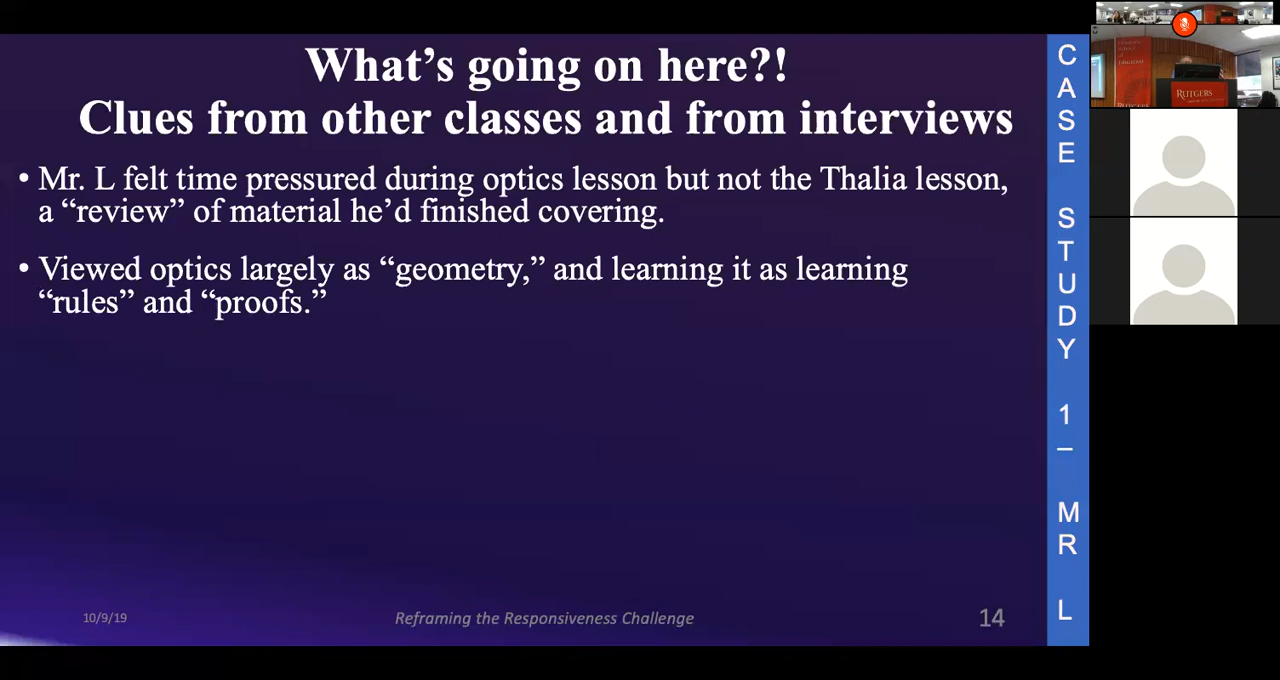 What’s going on here?!
Clues from other classes and from interviews
• Mr. L felt time pressured during optics lesson but not the Thalia lesson,
a “review” of material he’d finished covering.
• Viewed optics largely as “geometry,” and learning it as learning
“rules” and “proofs.”
10/9/19
Reframing the Responsiveness Challenge
14
CASE STUDY 1 – MR L
RUTGERS